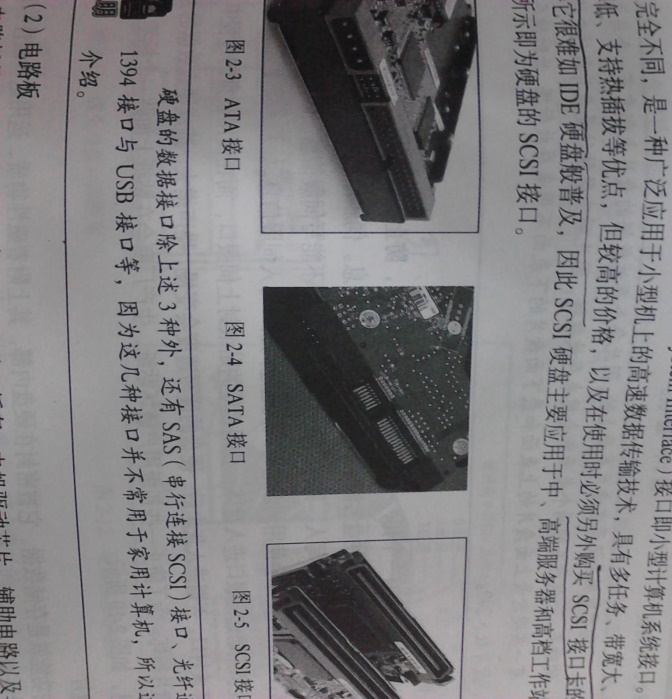 Interface）接口即小型计算机系统接口。
完全不同，是一种广泛应用于小型机上的高速数据传输技术，具有多任务、带宽大
低、支持热插拔等优点，但较高的价格，以及在使用时必须另外购买 SCSI 接口卡的
它很难如 IDE 硬盘般普及，因此 SCSI 硬盘主要应用于中、高端服务器和高档工作
所示即为硬盘的 SCSI 接口。
图 2-3 ATA 接口
图 2-4 SATA 接口
图 2-5 SCSI 接
硬盘的数据接口除上述 3 种外，还有 SAS（串行连接 SCSI）接口、光纤
1394 接口与 USB 接口等，因为这几种接口并不常用于家用计算机，所以
介绍。
明
（2）电路板
电机驱动芯片、辅助电路以及